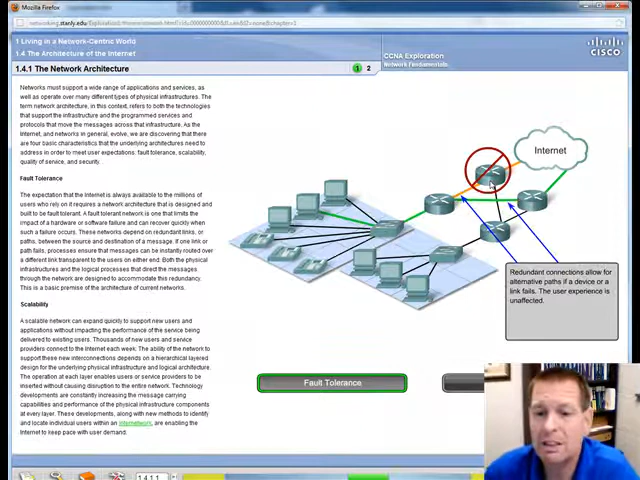 Mozilla Firefox
1 Living in a Network-Centric World
1.4 The Architecture of the Internet
1.4.1 The Network Architecture
1 2
CCNA Exploration
Network Fundamentals
CISCO
Networks must support a wide range of applications and services, as
well as operate over many different types of physical infrastructures. The
term network architecture, in this context, refers to both the technologies
that support the infrastructure and the programmed services and
protocols that move the messages across that infrastructure. As the
Internet, and networks in general, evolve, we are discovering that there
are four basic characteristics that the underlying architectures need to
address in order to meet user expectations: fault tolerance, scalability,
quality of service, and security.
Fault Tolerance
The expectation that the Internet is always available to the millions of
users who rely on it requires a network architecture that is designed and
built to be fault tolerant. A fault tolerant network is one that limits the
impact of a hardware or software failure and can recover quickly when
such a failure occurs. These networks depend on redundant links, or
paths, between the source and destination of a message. If one link or
path fails, processes ensure that messages can be instantly routed over
a different link transparent to the users on either end. Both the physical
infrastructures and the logical processes that direct the messages
through the network are designed to accommodate this redundancy.
This is a basic premise of the architecture of current networks.
Scalability
A scalable network can expand quickly to support new users and
applications without impacting the performance of the service being
delivered to existing users. Thousands of new users and service
providers connect to the Internet each week. The ability of the network to
support these new interconnections depends on a hierarchical layered
design for the underlying physical infrastructure and logical architecture.
The operation at each layer enables users or service providers to be
inserted without causing disruption to the entire network. Technology
developments are constantly increasing the message carrying
capabilities and performance of the physical infrastructure components
at every layer. These developments, along with new methods to identify
and locate individual users within an internetwork, are enabling the
Internet to keep pace with user demand.
Internet
Redundant connections allow for
alternative paths if a device or a
link fails. The user experience is
unaffected.
Fault Tolerance
1.4.1.1